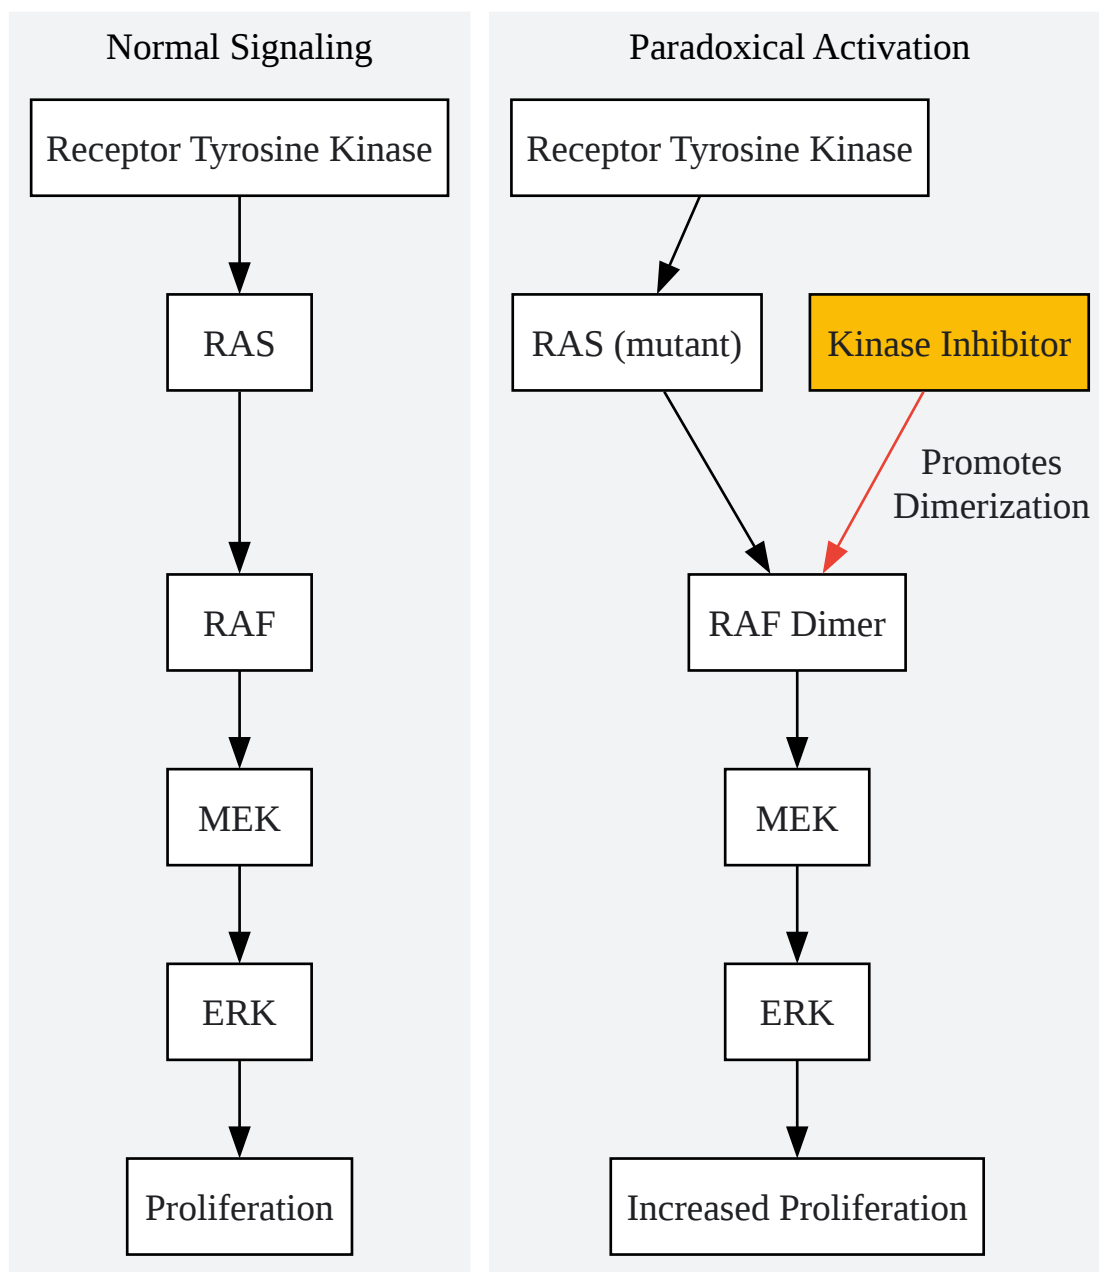 Normal Signaling
Receptor Tyrosine Kinase
RAS
RAF
MEK
ERK
Proliferation
Paradoxical Activation
Receptor Tyrosine Kinase
RAS (mutant)
Kinase Inhibitor
Promotes
Dimerization
RAF Dimer
MEK
ERK
Increased Proliferation